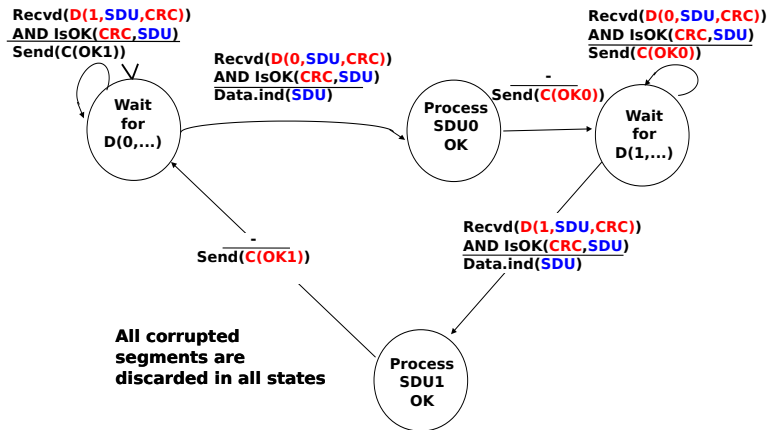 Recvd(D(1,SDU,CRC))
AND IsOK(CRC,SDU)
Send(C(OK1))
Recvd(D(0,SDU,CRC))
AND IsOK(CRC,SDU)
Data.ind(SDU)
Recvd(D(0,SDU,CRC))
AND IsOK(CRC,SDU)
Send(C(OK0))
-
Send(C(OK0))
Wait
for
D(0,...)
Process
SDU0
OK
Wait
for
D(1,...)
Recvd(D(1,SDU,CRC))
AND IsOK(CRC,SDU)
Data.ind(SDU)
-
Send(C(OK1))
All corrupted
segments are
discarded in all states
Process
SDU1
OK